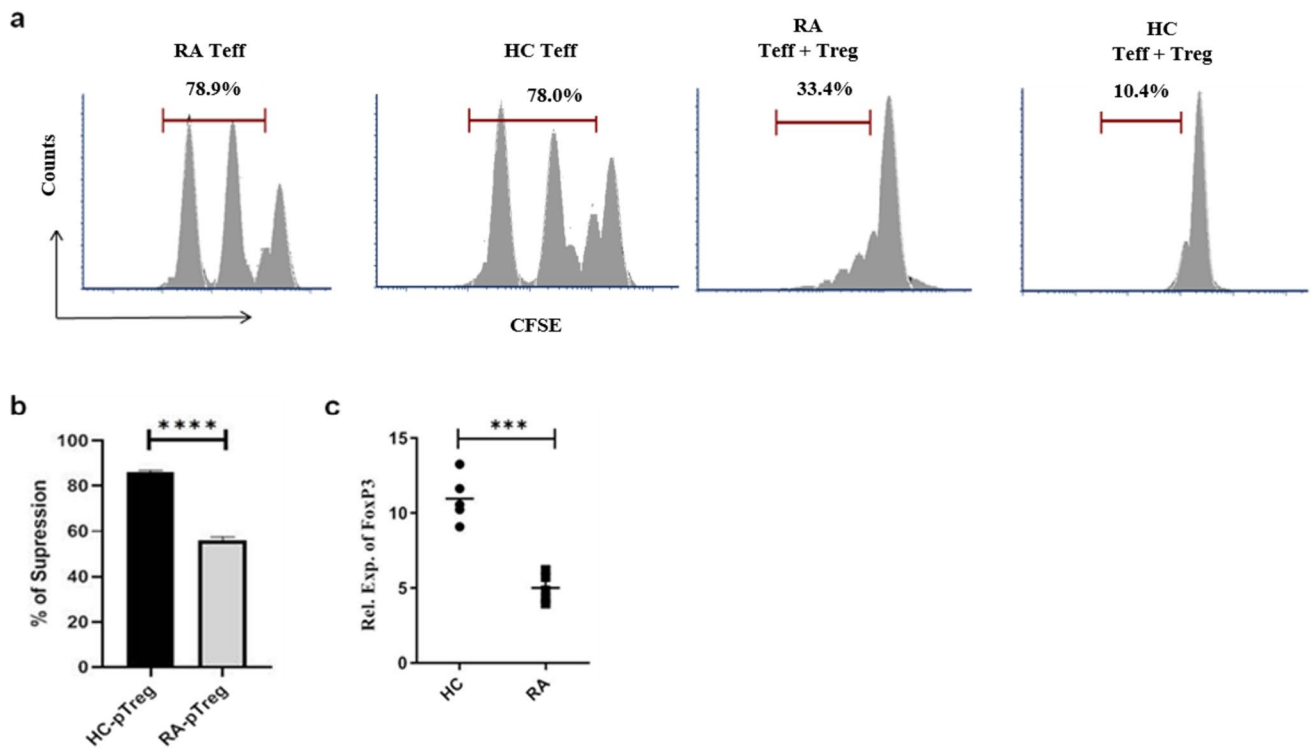 a
RA Teff
78.9%
HC Teff
78.0%
RA
Teff + Treg
33.4%
HC
Teff + Treg
10.4%
Counts
CFSE
b
****
100
80
60
40
20
0
% of Supression
HC-pTreg
RA-pTreg
c
***
15
10
5
0
Rel. Exp. of FoxP3
HC
RA